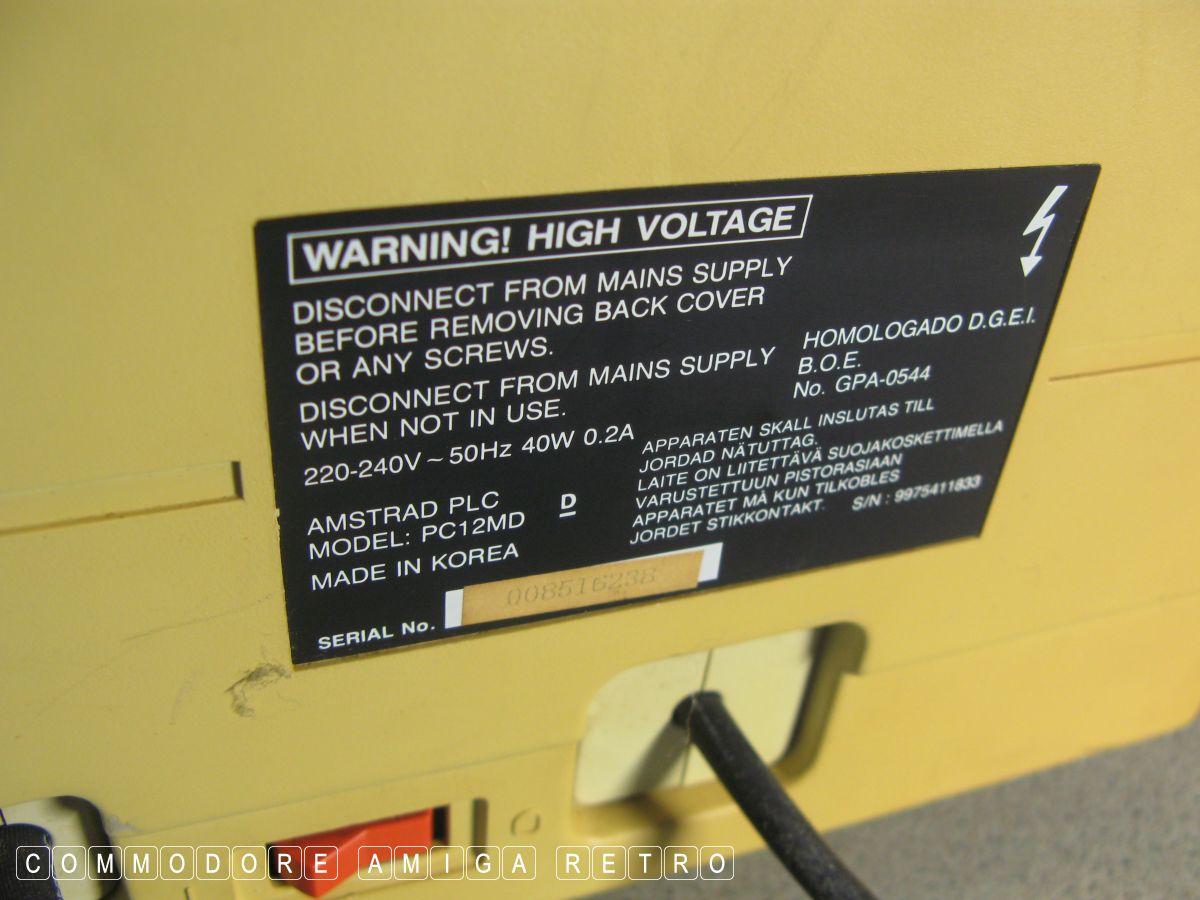 WARNING! HIGH VOLTAGE
DISCONNECT FROM MAINS SUPPLY
BEFORE REMOVING BACK COVER
OR ANY SCREWS.
DISCONNECT FROM MAINS SUPPLY
WHEN NOT IN USE.
220-240V ~ 50Hz 40W 0.2A
AMSTRAD PLC
MODEL: PC12MD
D
MADE IN KOREA
SERIAL No. 008516238
HOMOLOGADO D.G.E.I.
B.O.E.
No. GPA-0544
APPARATEN SKALL INSLUTAS TILL
JORDAD NÄTUTTAG.
LAITE ON LIITETTÄVÄ SUOJAKOSKETTIMELLA
VARUSTETTUUN PISTORASIAAN
APPARATET MÅ KUN TILKOBLES
JORDET STIKKONTAKT.
S/N : 9975411833
COMMODORE AMIGA RETRO